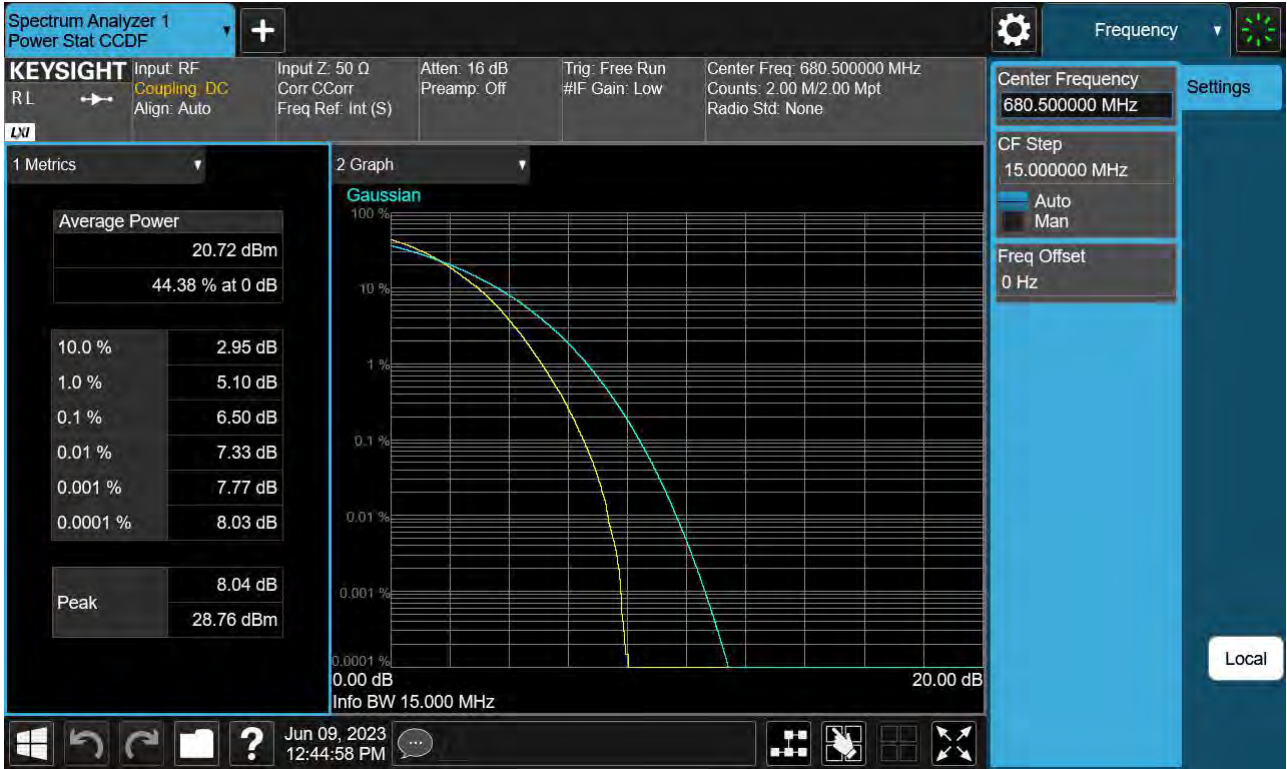 Spectrum Analyzer 1
Power Stat CCDF
Frequency
KEYSIGHT
R L
LXI
Input: RF
Coupling: DC
Align: Auto
Input Z: 50 Ω
Corr CCorr
Freq Ref: Int (S)
Atten: 16 dB
Preamp: Off
Trig: Free Run
#IF Gain: Low
Center Freq: 680.500000 MHz
Counts: 2.00 M/2.00 Mpt
Radio Std: None
Center Frequency
680.500000 MHz
Settings
CF Step
15.000000 MHz
Auto
Man
Freq Offset
0 Hz
Local
1 Metrics
Average Power
20.72 dBm
44.38 % at 0 dB
10.0 % 2.95 dB
1.0 % 5.10 dB
0.1 % 6.50 dB
0.01 % 7.33 dB
0.001 % 7.77 dB
0.0001 % 8.03 dB
Peak
8.04 dB
28.76 dBm
2 Graph
Gaussian
100 %
10 %
1 %
0.1 %
0.01 %
0.001 %
0.0001 %
0.00 dB 20.00 dB
Info BW 15.000 MHz
?
Jun 09, 2023
12:44:58 PM